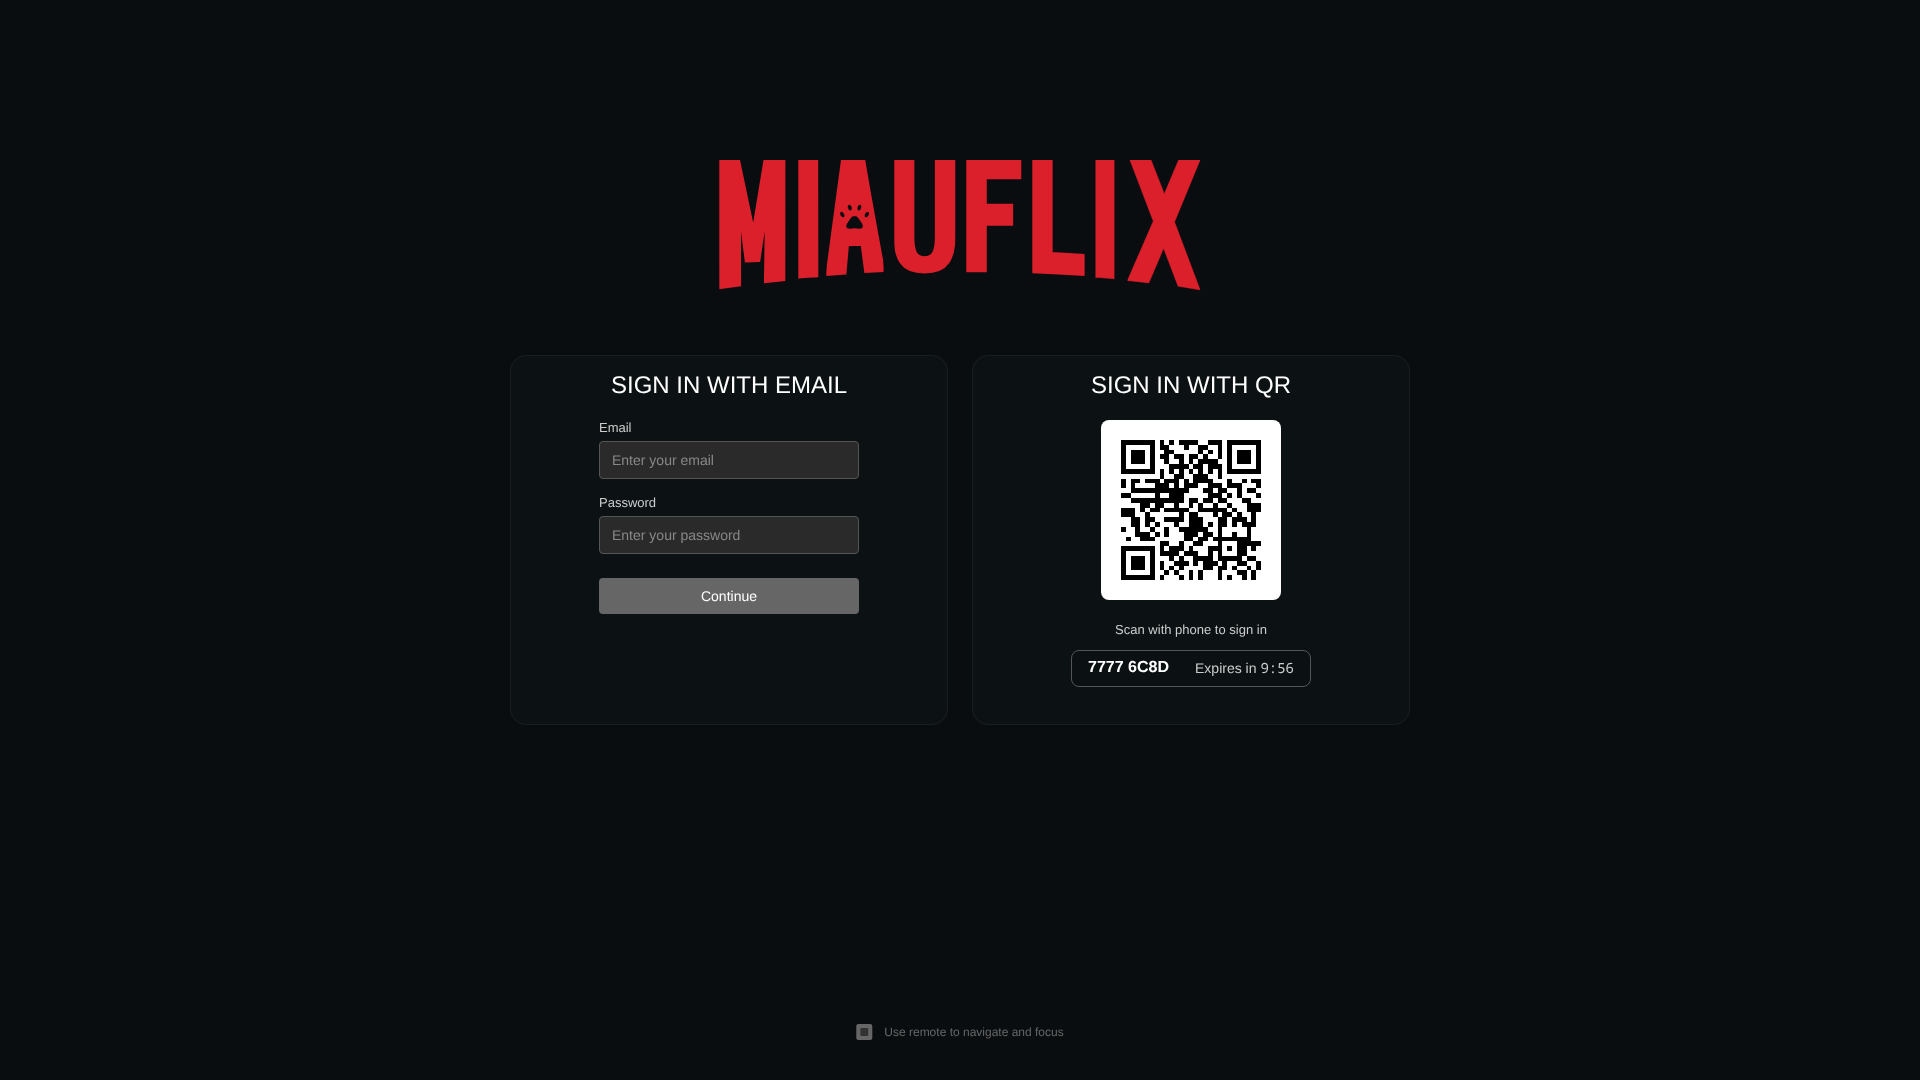 MIAUFLIX
SIGN IN WITH EMAIL
Email
Enter your email
Password
Enter your password
Continue
SIGN IN WITH QR
Scan with phone to sign in
7777 6C8D Expires in 9:56
Use remote to navigate and focus